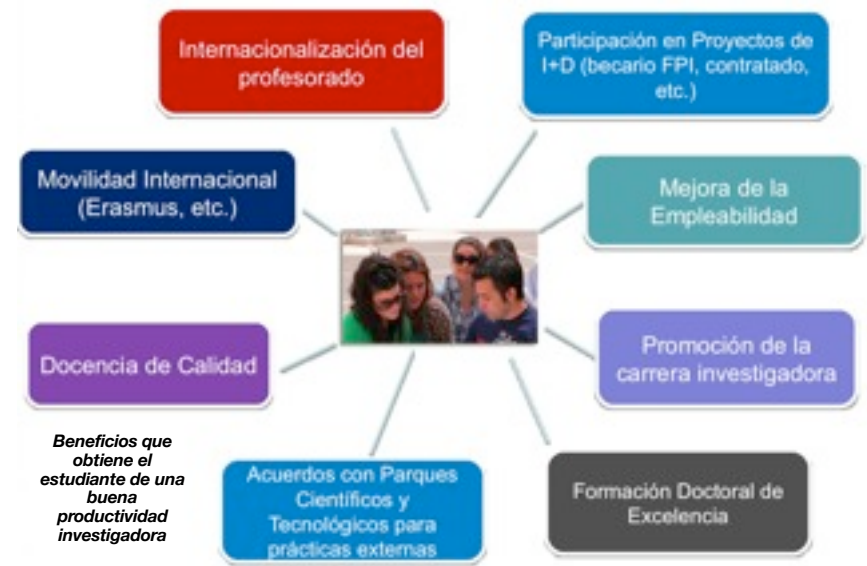 Internacionalización del
profesorado
Participación en Proyectos de
I+D (becario FPI, contratado,
etc.)
Movilidad Internacional
(Erasmus, etc.)
Mejora de la
Empleabilidad
Docencia de Calidad
Promoción de la
carrera investigadora
Beneficios que
obtiene el
estudiante de una
buena
productividad
investigadora
Acuerdos con Parques
Científicos y
Tecnológicos para
prácticas externas
Formación Doctoral de
Excelencia